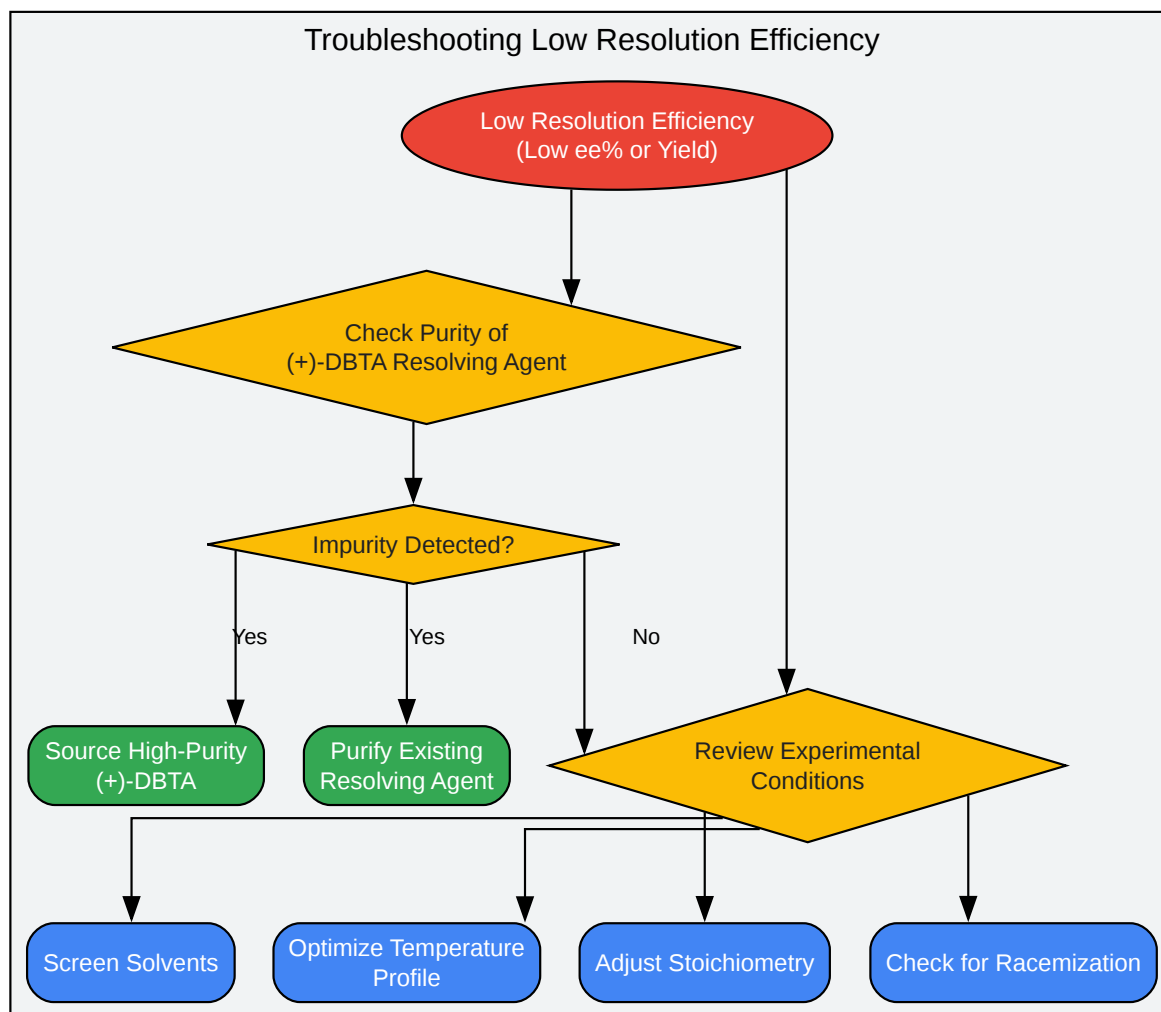 Troubleshooting Low Resolution Efficiency
Low Resolution Efficiency
(Low ee% or Yield)
Check Purity of
(+)-DBTA Resolving Agent
Impurity Detected?
Yes
Yes
No
Source High-Purity
(+)-DBTA
Purify Existing
Resolving Agent
Review Experimental
Conditions
Screen Solvents
Optimize Temperature
Profile
Adjust Stoichiometry
Check for Racemization